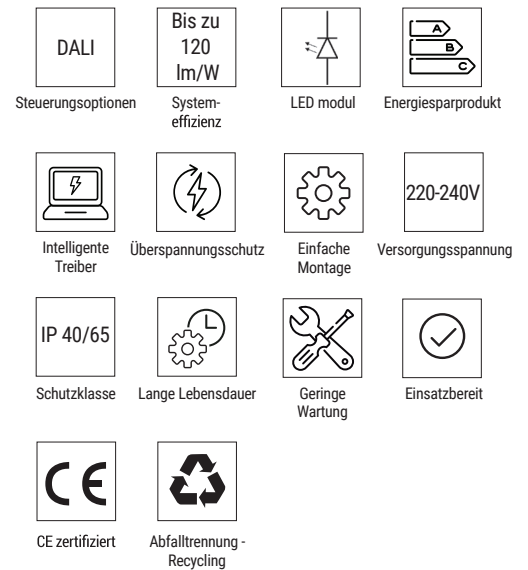 DALI
Steuerungsoptionen
Bis zu
120
lm/W
System-
effizienz
LED modul
A
B
C
Energiesparprodukt
Intelligente
Treiber
Überspannungsschutz
Einfache
Montage
220-240V
Versorgungsspannung
IP 40/65
Schutzklasse
Lange Lebensdauer
Geringe
Wartung
Einsatzbereit
CE
CE zertifiziert
Abfalltrennung -
Recycling